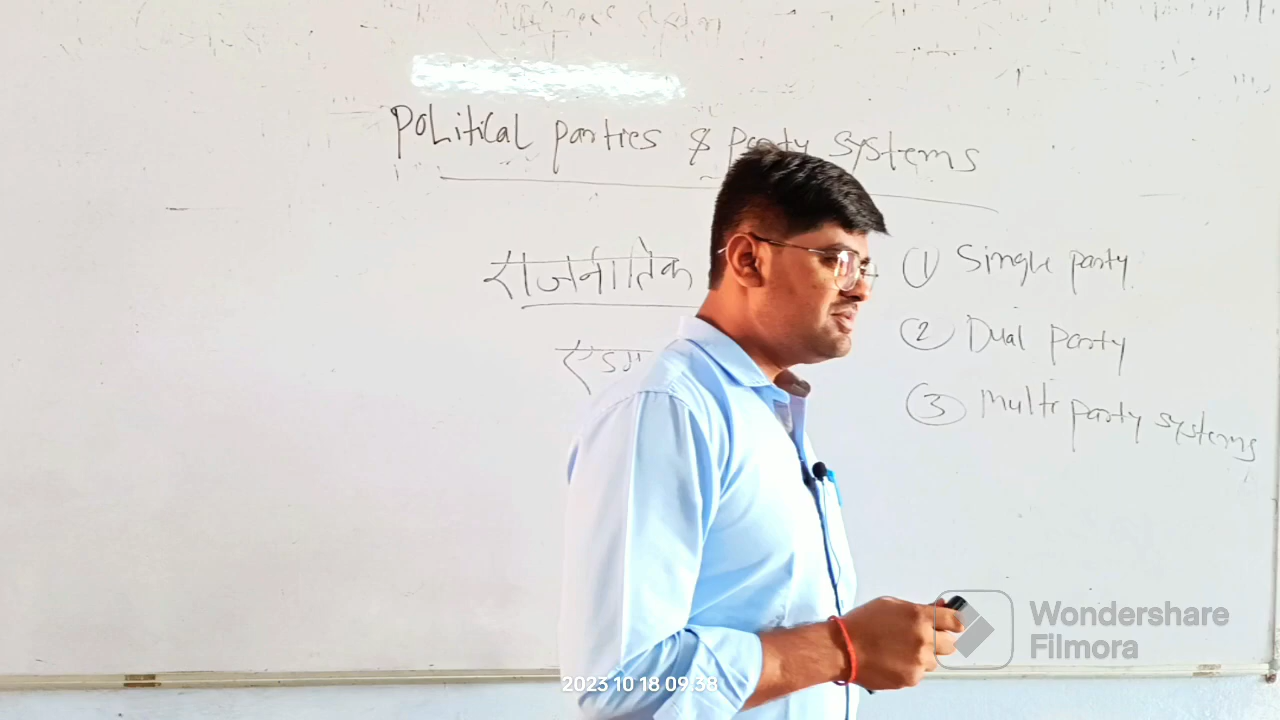 Political parties & party systems
राजनीतिक
① Single party
② Dual party
③ Multi party systems
Wondershare
Filmora
2023 10 18 09:38